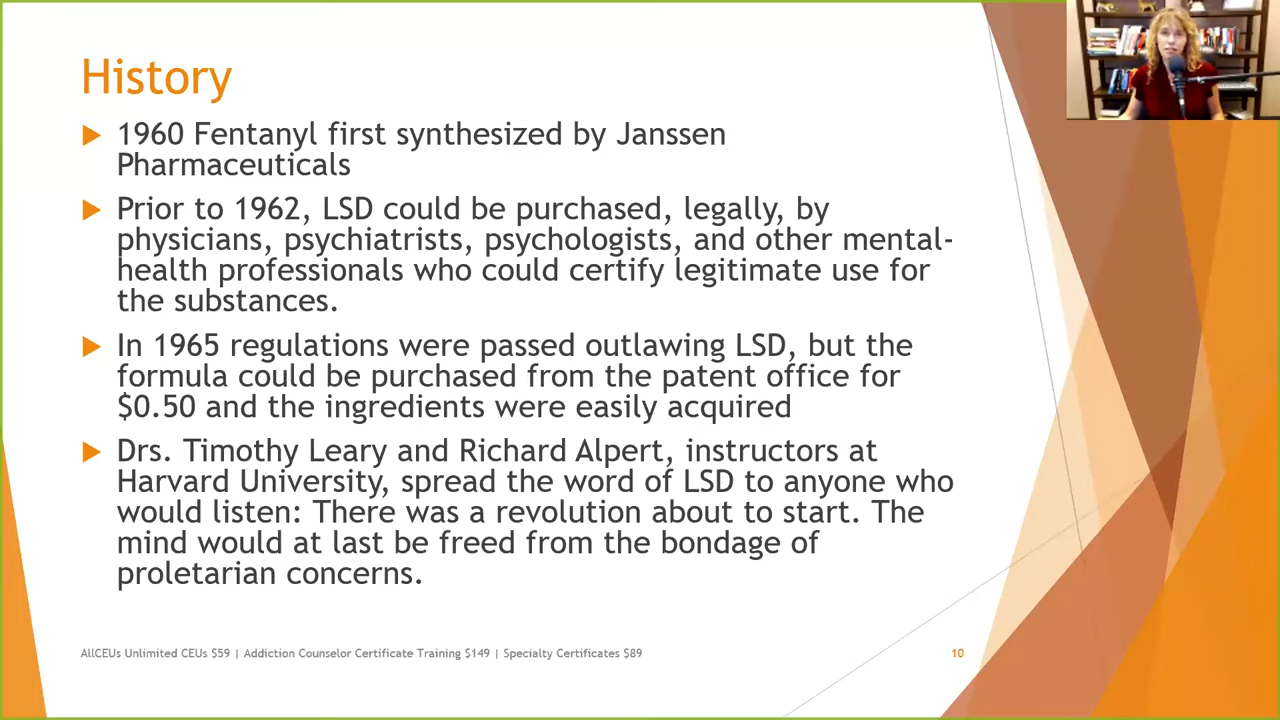 History
1960 Fentanyl first synthesized by Janssen
Pharmaceuticals
Prior to 1962, LSD could be purchased, legally, by
physicians, psychiatrists, psychologists, and other mental-
health professionals who could certify legitimate use for
the substances.
In 1965 regulations were passed outlawing LSD, but the
formula could be purchased from the patent office for
$0.50 and the ingredients were easily acquired
Drs. Timothy Leary and Richard Alpert, instructors at
Harvard University, spread the word of LSD to anyone who
would listen: There was a revolution about to start. The
mind would at last be freed from the bondage of
proletarian concerns.
AllCEUs Unlimited CEUs $59 | Addiction Counselor Certificate Training $149 | Specialty Certificates $89
10